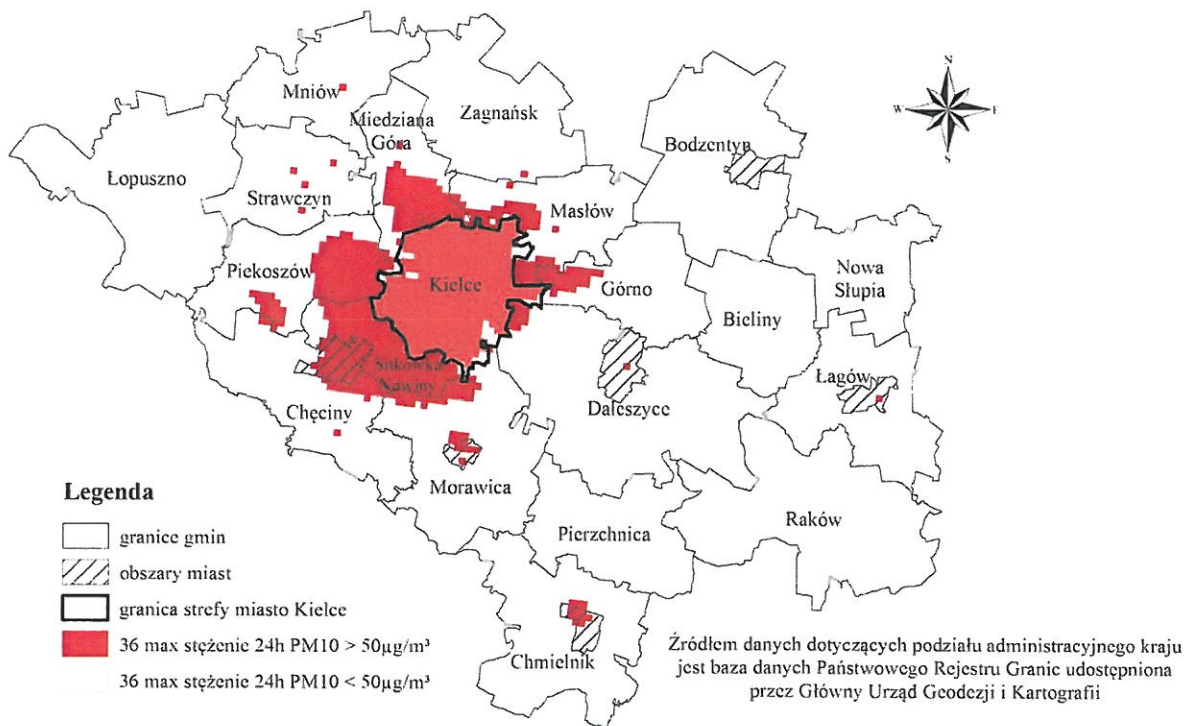 N
W
E
S
Mniów
Zagnańsk
Miedziana
Góra
Bodzentyn
Łopuszno
Strawczyn
Masłów
Piekoszów
Kielce
Górno
Nowa
Słupia
Bieliny
Sitkówka
Nowiny
Łagów
Chęciny
Daleszyce
Morawica
Raków
Pierzchnica
Chmielnik
Legenda
granice gmin
obszary miast
granica strefy miasto Kielce
36 max stężenie 24h PM10 > 50µg/m³
36 max stężenie 24h PM10 < 50µg/m³
Źródłem danych dotyczących podziału administracyjnego kraju
jest baza danych Państwowego Rejestru Granic udostępniona
przez Główny Urząd Geodezji i Kartografii